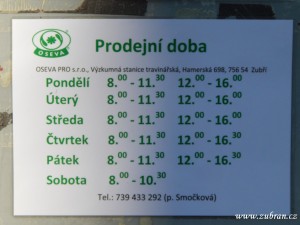 OSEVA
Prodejní doba
OSEVA PRO s.r.o., Výzkumná stanice travinářská, Hamerská 698, 756 54 Zubří
Pondělí 8.00 - 11.30 12.00 - 16.00
Úterý 8.00 - 11.30 12.00 - 16.00
Středa 8.00 - 11.30 12.00 - 16.00
Čtvrtek 8.00 - 11.30 12.00 - 16.30
Pátek 8.00 - 11.30 12.00 - 16.30
Sobota 8.00 - 10.30
Tel.: 739 433 292 (p. Smočková)
www.zubran.cz